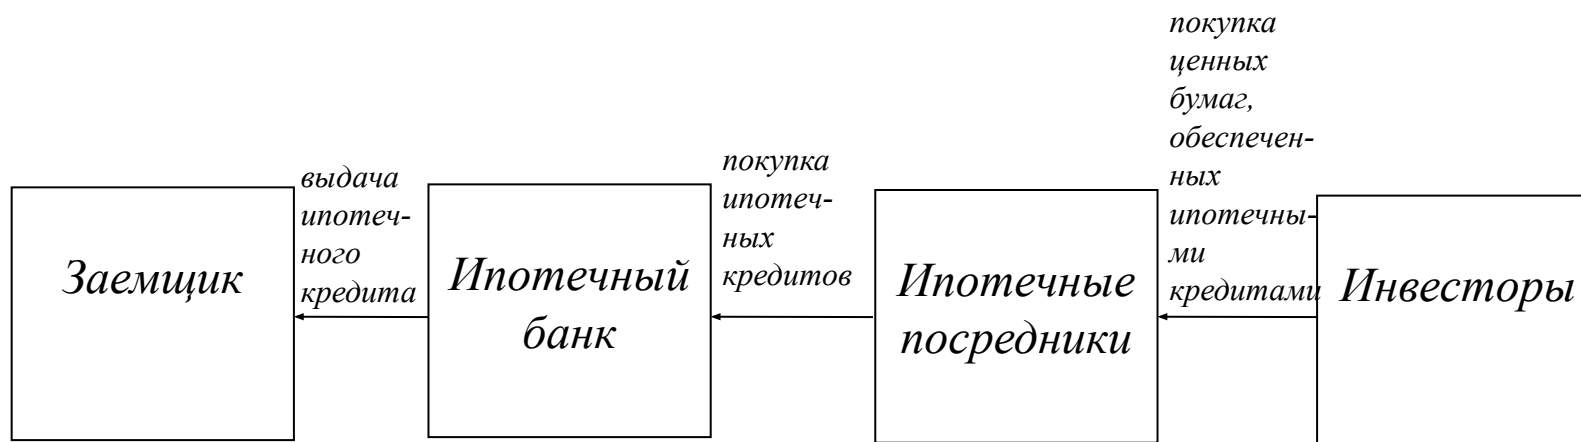 Заемщик
выдача
ипотеч-
ного
кредита
Ипотечный
банк
покупка
ипотеч-
ных
кредитов
Ипотечные
посредники
покупка
ценных
бумаг,
обеспечен-
ных
ипотечны-
ми
кредитами
Инвесторы